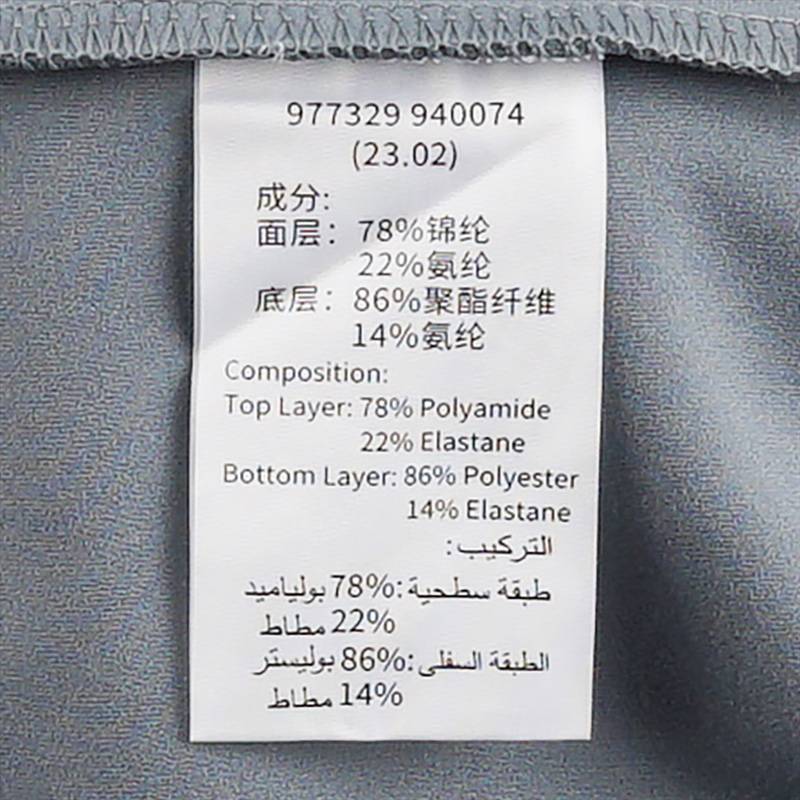 977329 940074
(23.02)
成分:
面层：78%锦纶
22%氨纶
底层：86%聚酯纤维
14%氨纶
Composition:
Top Layer: 78% Polyamide
22% Elastane
Bottom Layer: 86% Polyester
14% Elastane
التركيب:
طبقة سطحية:78% بولياميد
22% مطاط
الطبقة السفلى:86% بوليستر
14% مطاط